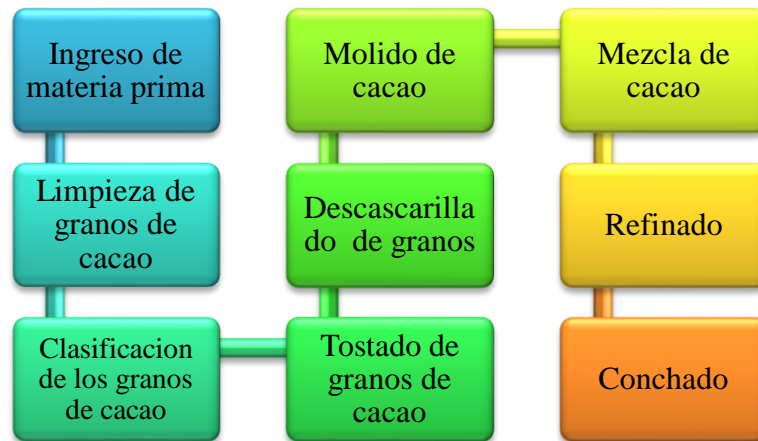 Ingreso de
materia prima
Limpieza de
granos de
cacao
Clasificacion
de los granos
de cacao
Tostado de
granos de
cacao
Descascarilla
do de granos
Molido de
cacao
Mezcla de
cacao
Refinado
Conchado